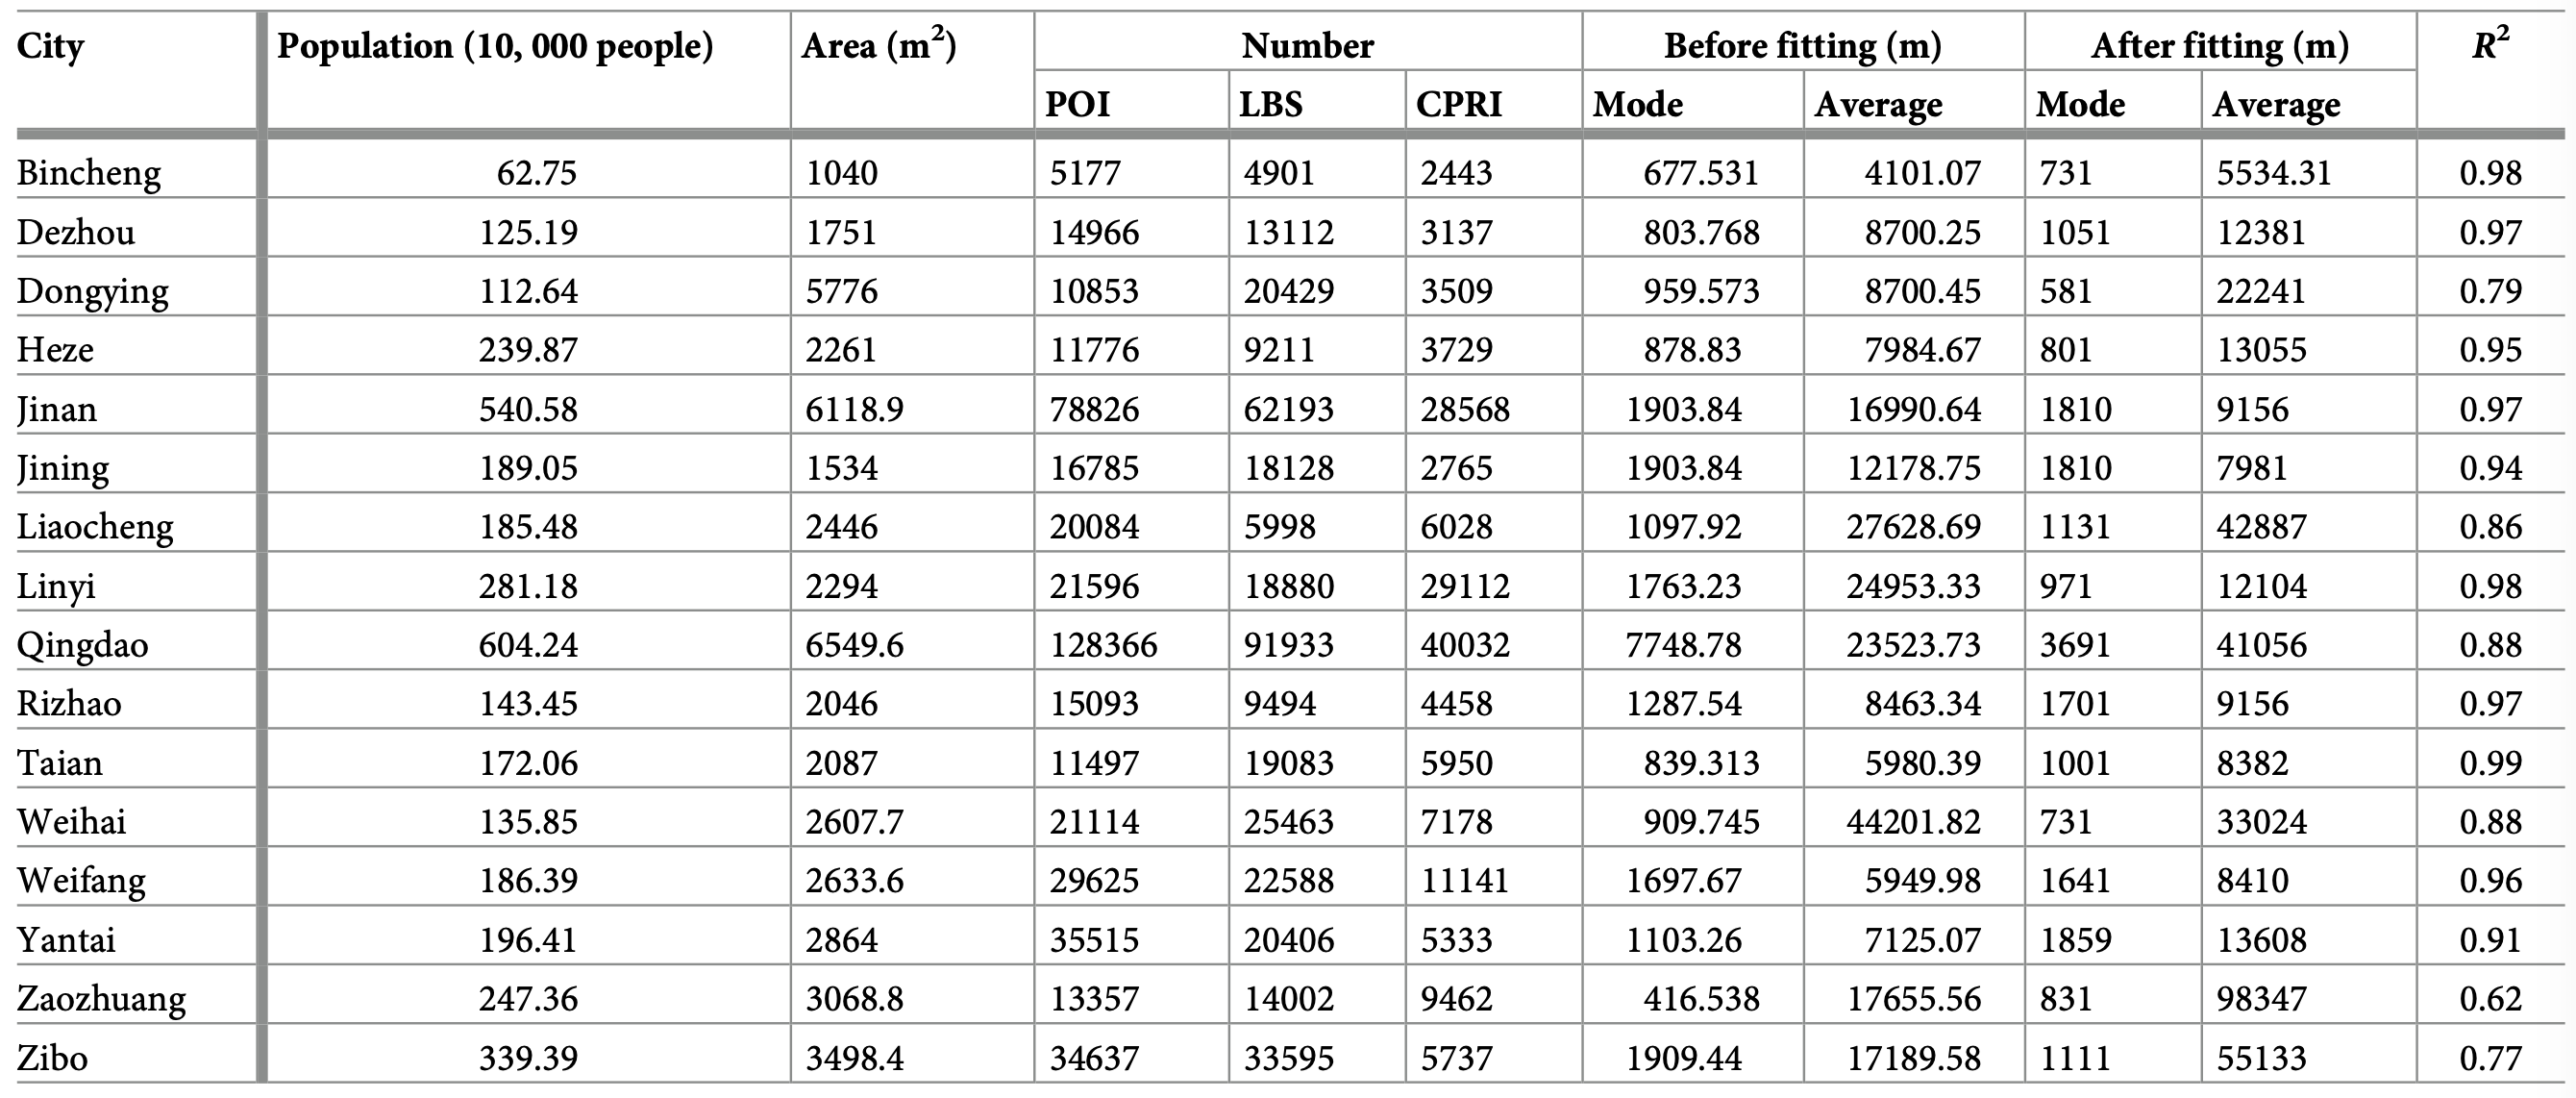 City Population (10, 000 people) Area (m²) Number Before fitting (m) After fitting (m) R²
POI LBS CPRI Mode Average Mode Average
Bincheng 62.75 1040 5177 4901 2443 677.531 4101.07 731 5534.31 0.98
Dezhou 125.19 1751 14966 13112 3137 803.768 8700.25 1051 12381 0.97
Dongying 112.64 5776 10853 20429 3509 959.573 8700.45 581 22241 0.79
Heze 239.87 2261 11776 9211 3729 878.83 7984.67 801 13055 0.95
Jinan 540.58 6118.9 78826 62193 28568 1903.84 16990.64 1810 9156 0.97
Jining 189.05 1534 16785 18128 2765 1903.84 12178.75 1810 7981 0.94
Liaocheng 185.48 2446 20084 5998 6028 1097.92 27628.69 1131 42887 0.86
Linyi 281.18 2294 21596 18880 29112 1763.23 24953.33 971 12104 0.98
Qingdao 604.24 6549.6 128366 91933 40032 7748.78 23523.73 3691 41056 0.88
Rizhao 143.45 2046 15093 9494 4458 1287.54 8463.34 1701 9156 0.97
Taian 172.06 2087 11497 19083 5950 839.313 5980.39 1001 8382 0.99
Weihai 135.85 2607.7 21114 25463 7178 909.745 44201.82 731 33024 0.88
Weifang 186.39 2633.6 29625 22588 11141 1697.67 5949.98 1641 8410 0.96
Yantai 196.41 2864 35515 20406 5333 1103.26 7125.07 1859 13608 0.91
Zaozhuang 247.36 3068.8 13357 14002 9462 416.538 17655.56 831 98347 0.62
Zibo 339.39 3498.4 34637 33595 5737 1909.44 17189.58 1111 55133 0.77